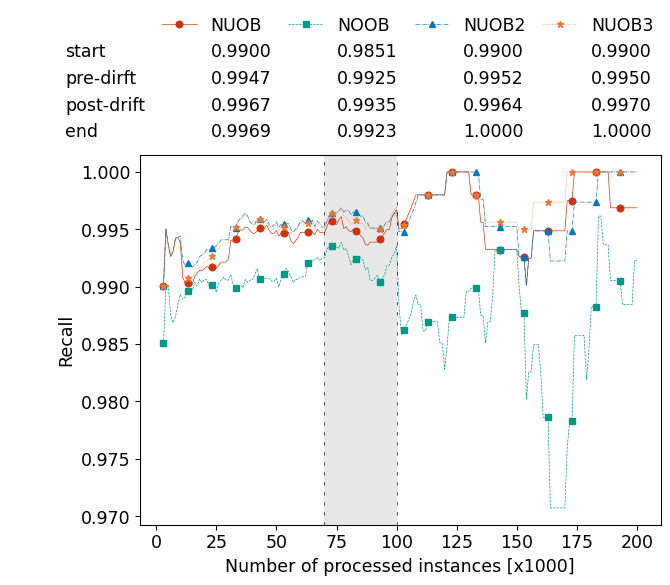 NUOB NOOB NUOB2 NUOB3
start 0.9900 0.9851 0.9900 0.9900
pre-dirft 0.9947 0.9925 0.9952 0.9950
post-drift 0.9967 0.9935 0.9964 0.9970
end 0.9969 0.9923 1.0000 1.0000
1.000
0.995
0.990
0.985
0.980
0.975
0.970
Recall
0 25 50 75 100 125 150 175 200
Number of processed instances [x1000]